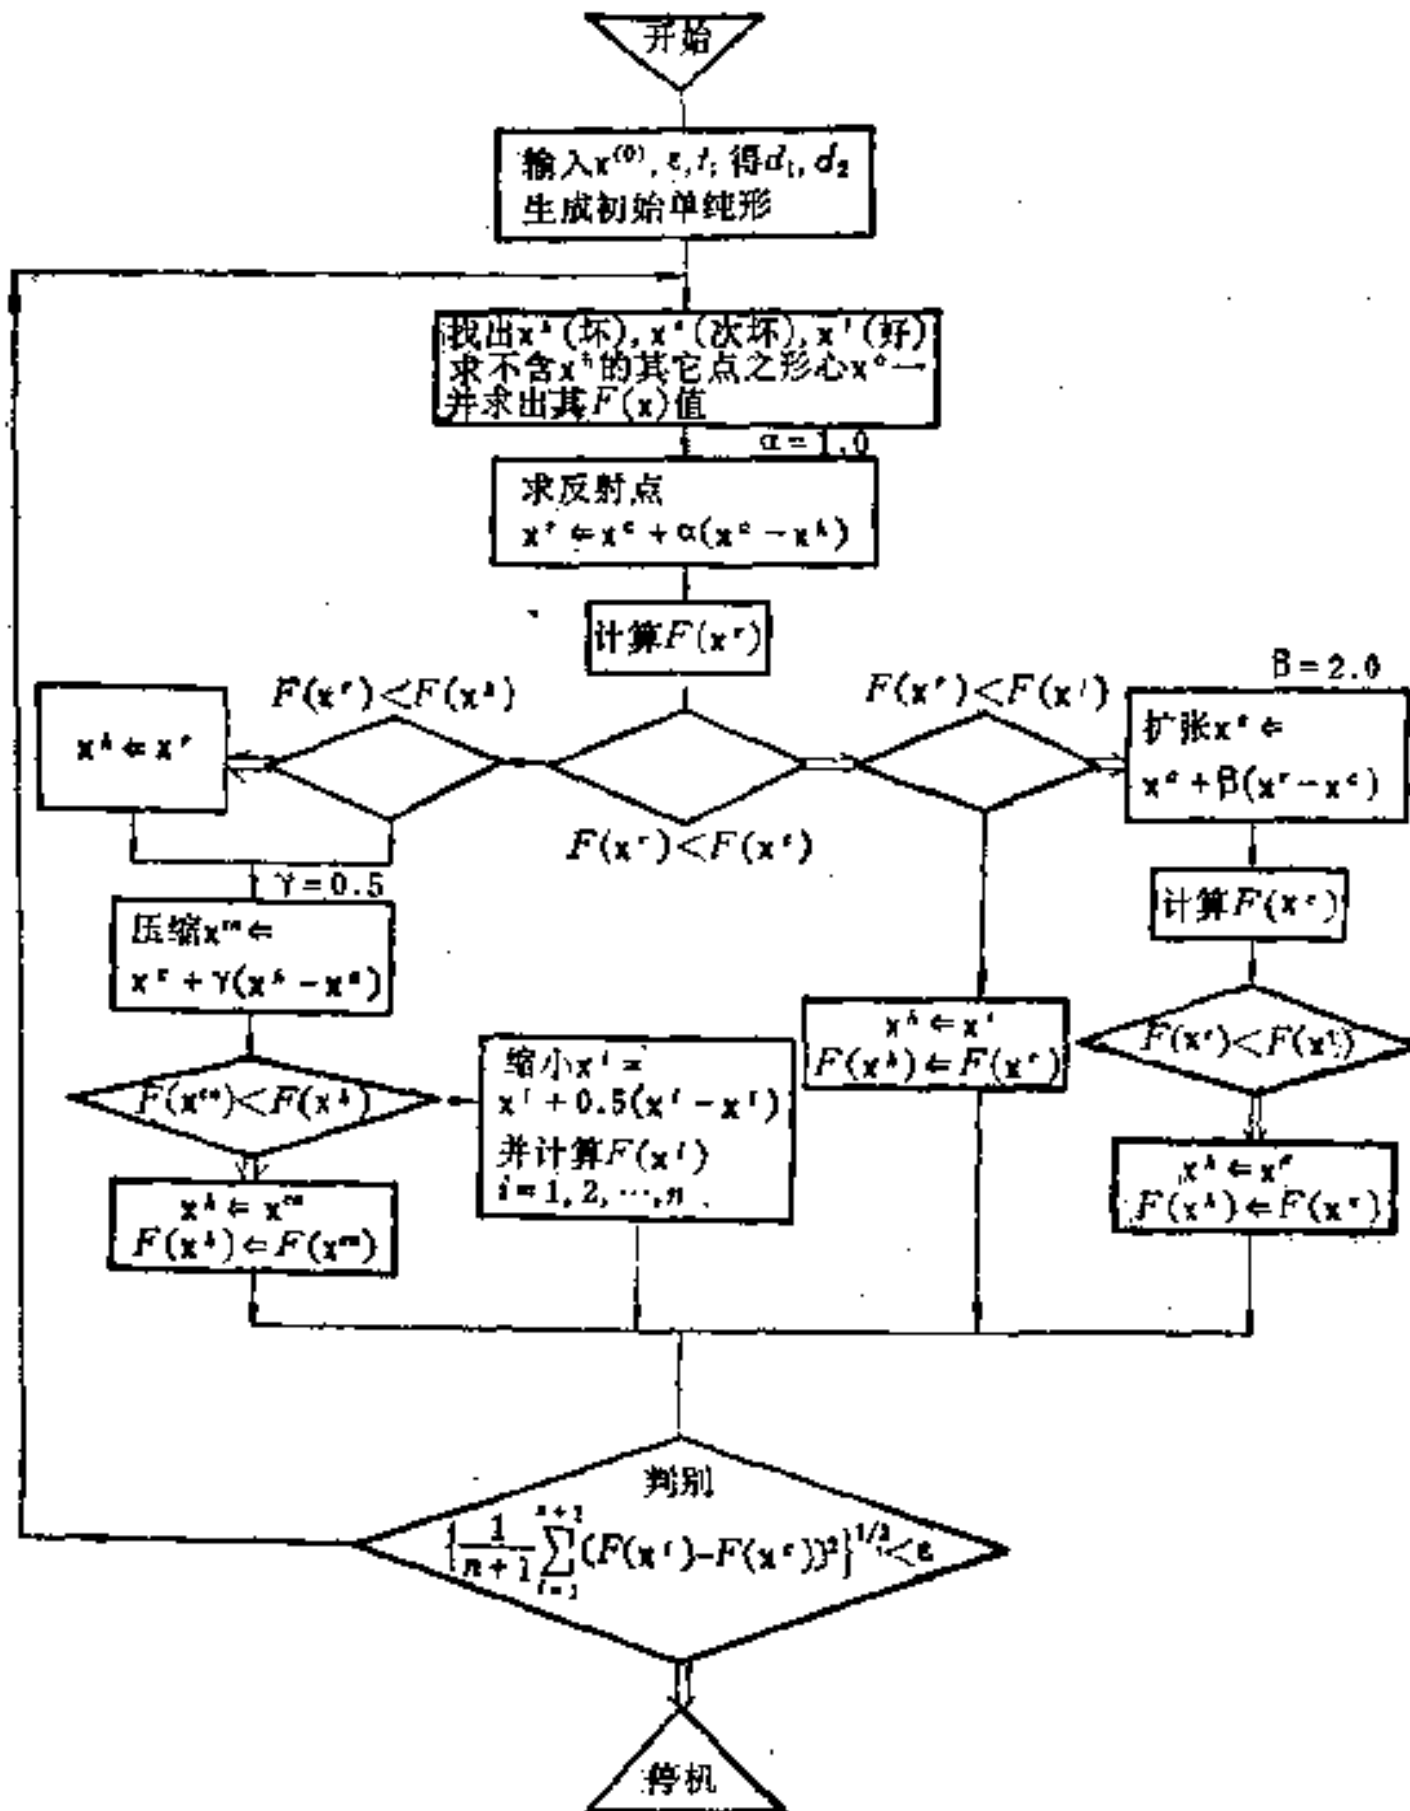 开始
输入x⁽⁰⁾, ε, t, 得d₁, d₂
生成初始单纯形
找出xʰ(坏), xˢ(次坏), xˡ(好)
求不含xʰ的其它点之形心xᶜ一
并求出其F(x)值
α=1.0
求反射点
xʳ⇐xᶜ+α(xᶜ-xʰ)
计算F(xʳ)
F(xʳ)<F(xʰ)
F(xʳ)<F(xˡ)
β=2.0
xʰ⇐xʳ
扩张xᵉ⇐
xᶜ+β(xʳ-xᶜ)
F(xʳ)<F(xˢ)
γ=0.5
计算F(xᵉ)
压缩xᵐ⇐
+γ(xʰ-xᶜ)
F(xᵉ)<F(xˡ)
F(xᵐ)<F(xʰ)
缩小xⁱ=
xˡ+0.5(xⁱ-xˡ)
并计算F(xⁱ)
i=1,2,…,n
xʰ⇐
F(xʰ)⇐F(xʳ)
xʰ⇐xᵐ
F(xʰ)⇐F(xᵐ)
xʰ⇐xᵉ
F(xʰ)⇐F(xᵉ)
判别
{1/(n+1) ∑ᵢ₌₁ⁿ⁺¹ (F(xⁱ)-F(xᶜ))²}¹ᐟ²<ε
停机